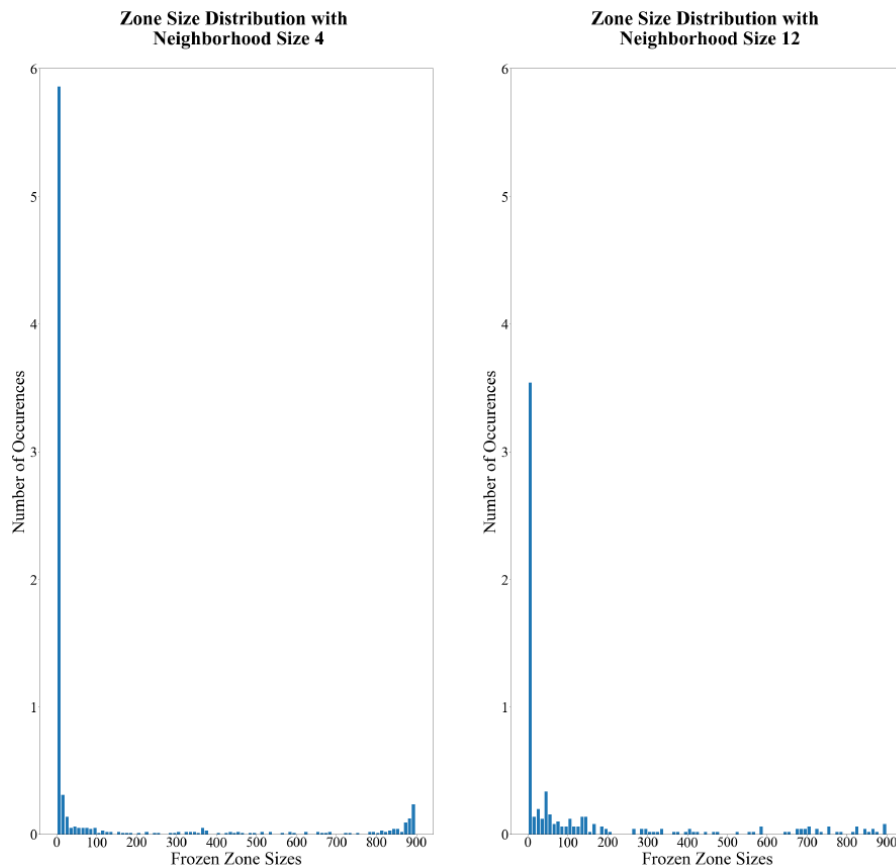 Zone Size Distribution with
Neighborhood Size 4
6
5
4
3
2
1
0
Number of Occurences
0 100 200 300 400 500 600 700 800 900
Frozen Zone Sizes
Zone Size Distribution with
Neighborhood Size 12
6
5
4
3
2
1
0
Number of Occurences
0 100 200 300 400 500 600 700 800 900
Frozen Zone Sizes